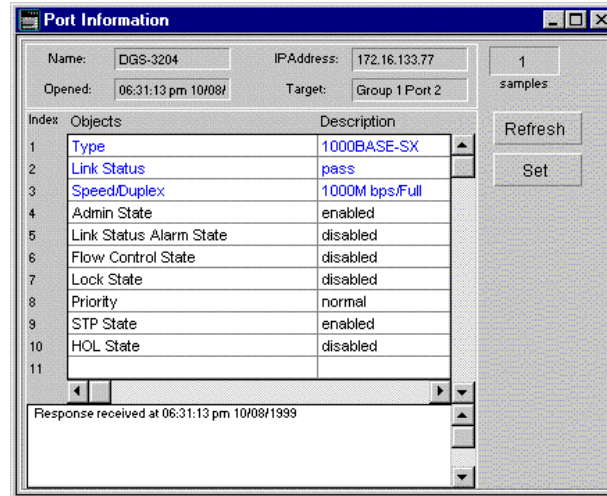 Port Information
Name: DGS-3204 IPAddress: 172.16.133.77 1
Opened: 06:31:13 pm 10/08/ Target: Group 1 Port 2 samples
Index Objects Description
Refresh
Set
1 Type 1000BASE-SX
2 Link Status pass
3 Speed/Duplex 1000M bps/Full
4 Admin State enabled
5 Link Status Alarm State disabled
6 Flow Control State disabled
7 Lock State disabled
8 Priority normal
9 STP State enabled
10 HOL State disabled
11
Response received at 06:31:13 pm 10/08/1999